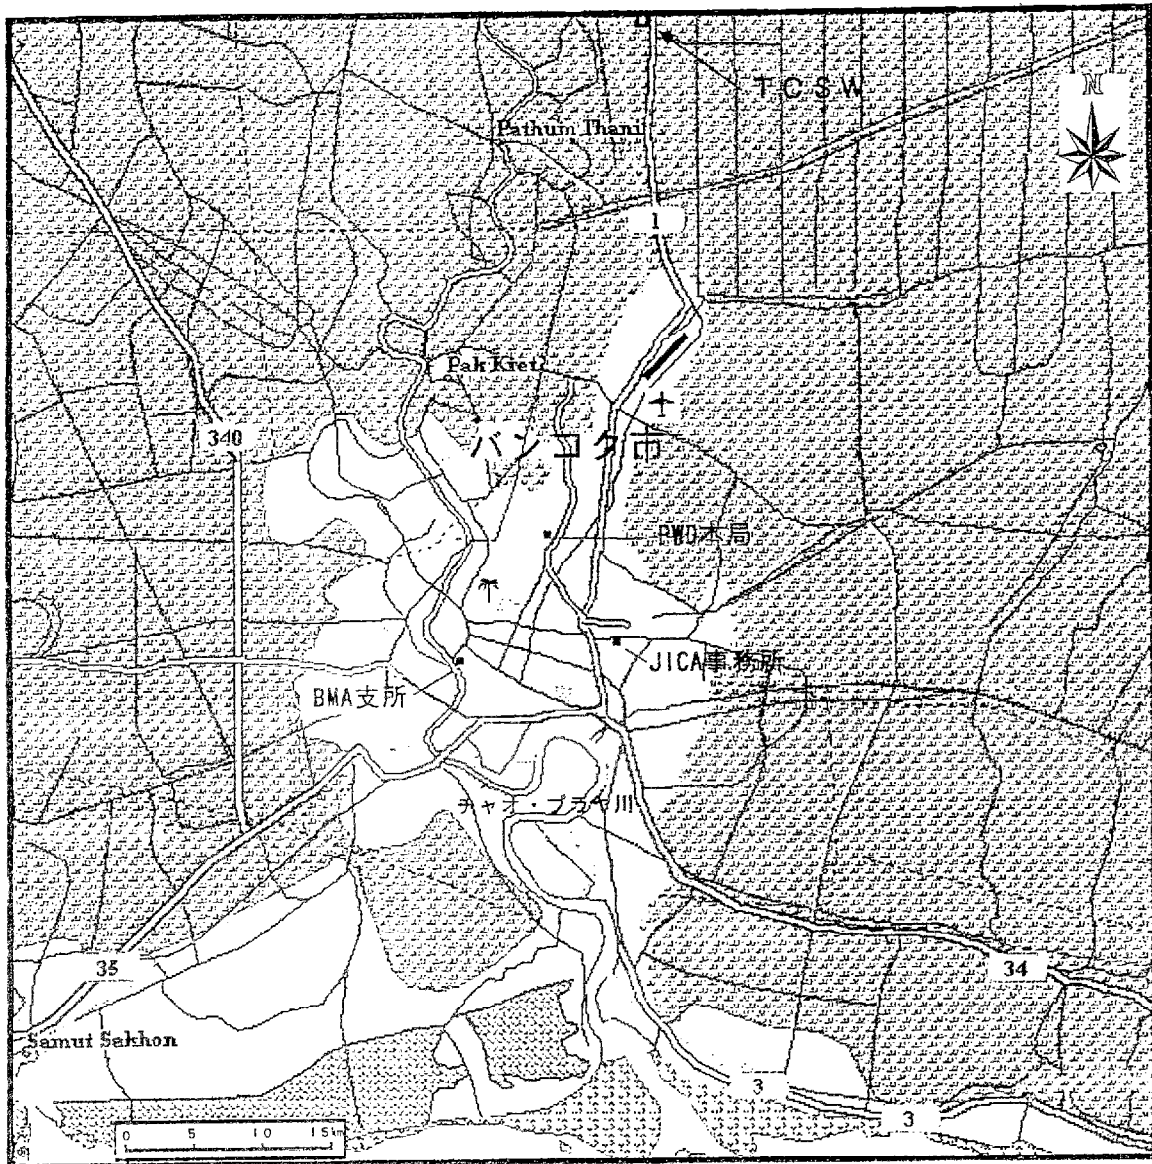 TCSW
N
Pathum Thani
1
Pak Kret
340
バンコク市
PWD本局
JICA事務所
BMA支所
チャオ・プラヤ川
35
34
Samut Sakhon
3
3
0 5 10 15km